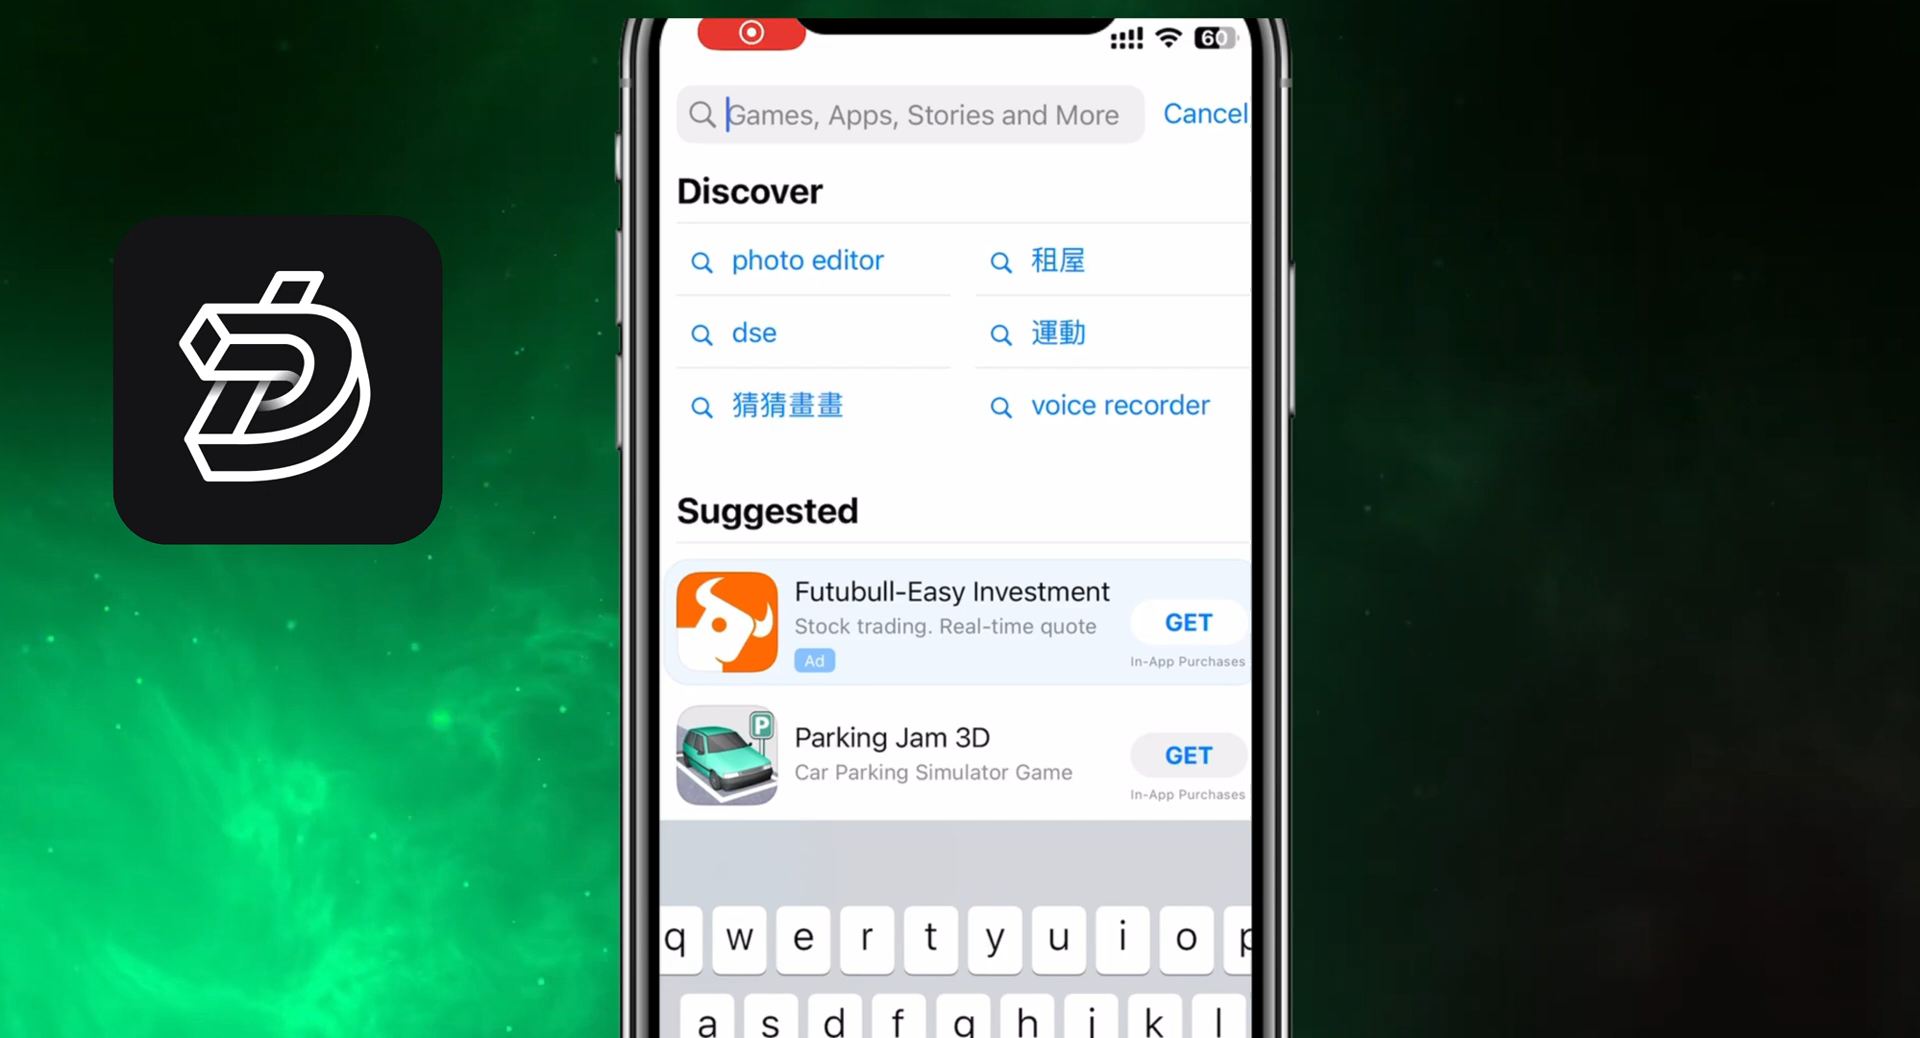 60
Games, Apps, Stories and More
Cancel
Discover
photo editor
租屋
dse
運動
猜猜畫畫
voice recorder
Suggested
Futubull-Easy Investment
Stock trading. Real-time quote
Ad
GET
In-App Purchases
P
Parking Jam 3D
Car Parking Simulator Game
GET
In-App Purchases
q w e r t y u i o p
a s d f g h j k l